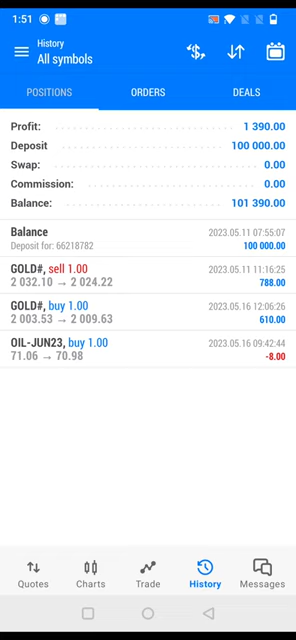 1:51
History
All symbols
POSITIONS
ORDERS
DEALS
Profit: 1 390.00
Deposit 100 000.00
Swap: 0.00
Commission: 0.00
Balance: 101 390.00
Balance 2023.05.11 07:55:07
Deposit for: 66218782 100 000.00
GOLD#, sell 1.00 2023.05.11 11:16:25
2 032.10 → 2 024.22 788.00
GOLD#, buy 1.00 2023.05.16 12:06:26
2 003.53 → 2 009.63 610.00
OIL-JUN23, buy 1.00 2023.05.16 09:42:44
71.06 → 70.98 -8.00
Quotes
Charts
Trade
History
Messages